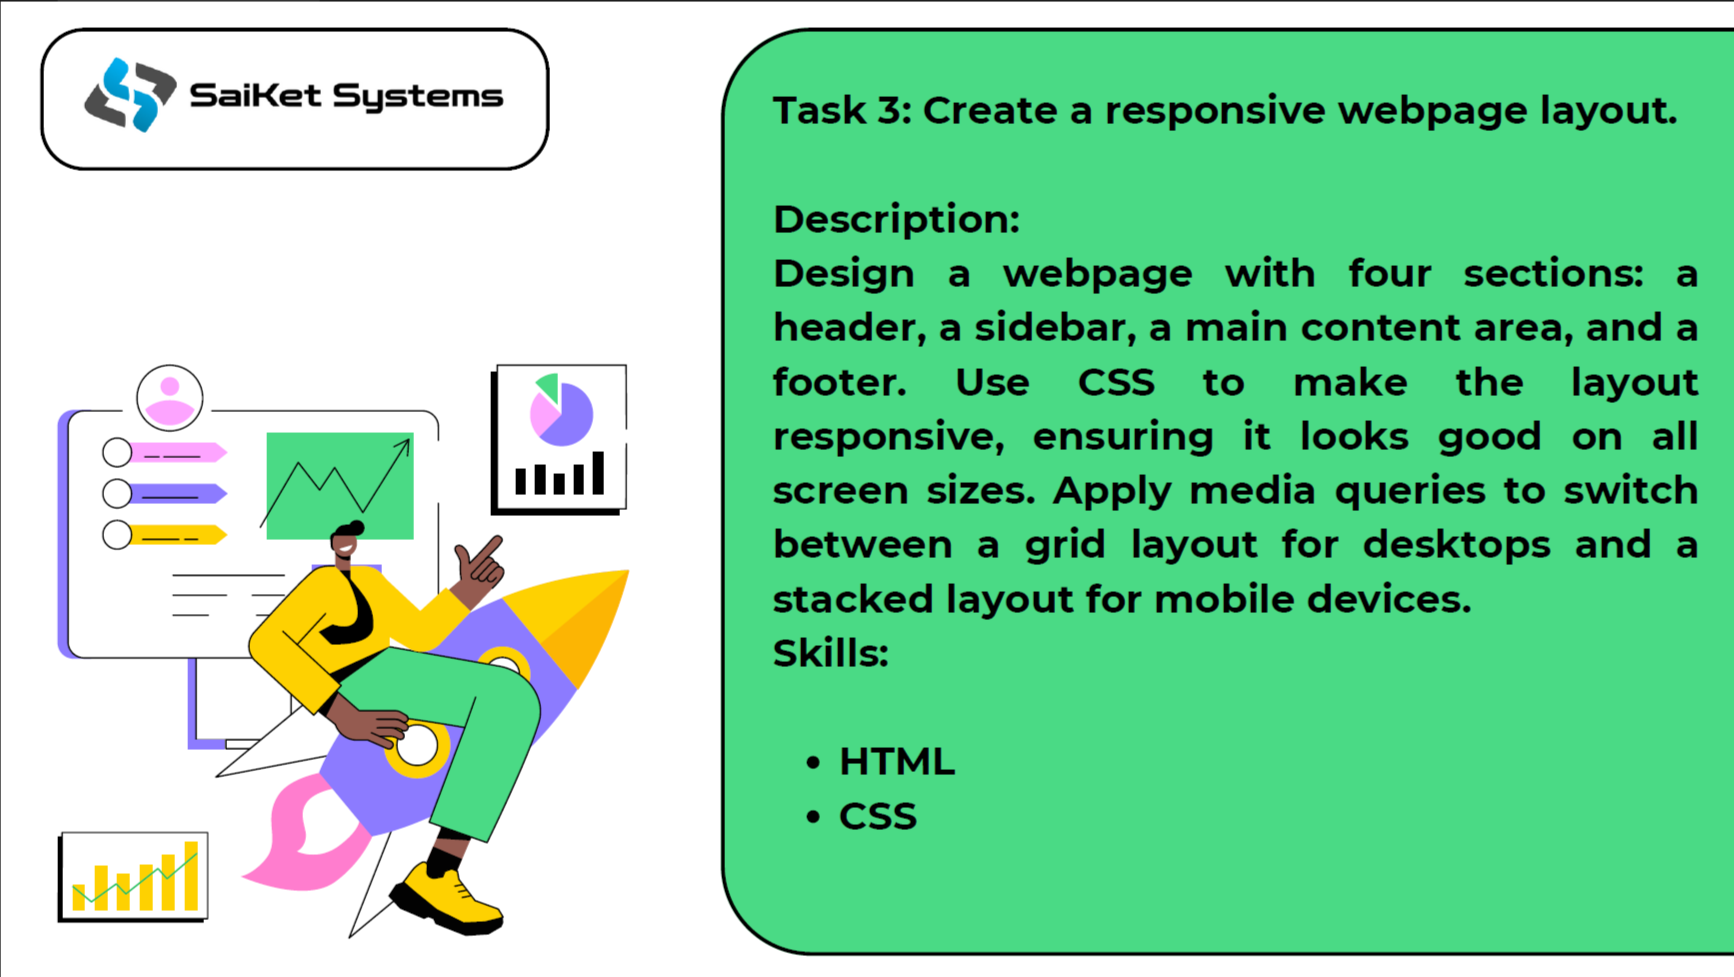 SaiKet Systems
Task 3: Create a responsive webpage layout.
Description:
Design a webpage with four sections: a
header, a sidebar, a main content area, and a
footer. Use CSS to make the layout
responsive, ensuring it looks good on all
screen sizes. Apply media queries to switch
between a grid layout for desktops and a
stacked layout for mobile devices.
Skills:
• HTML
• CSS